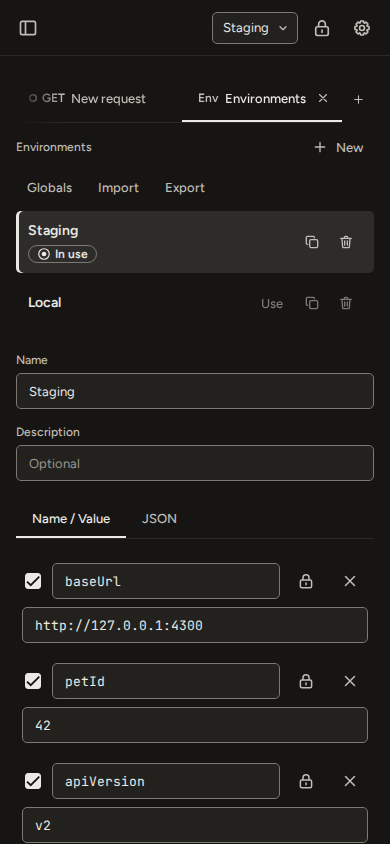 Staging
GET New request
Env Environments
Environments
New
Globals Import Export
Staging
In use
Local
Use
Name
Staging
Description
Optional
Name / Value JSON
baseUrl
http://127.0.0.1:4300
petId
42
apiVersion
v2